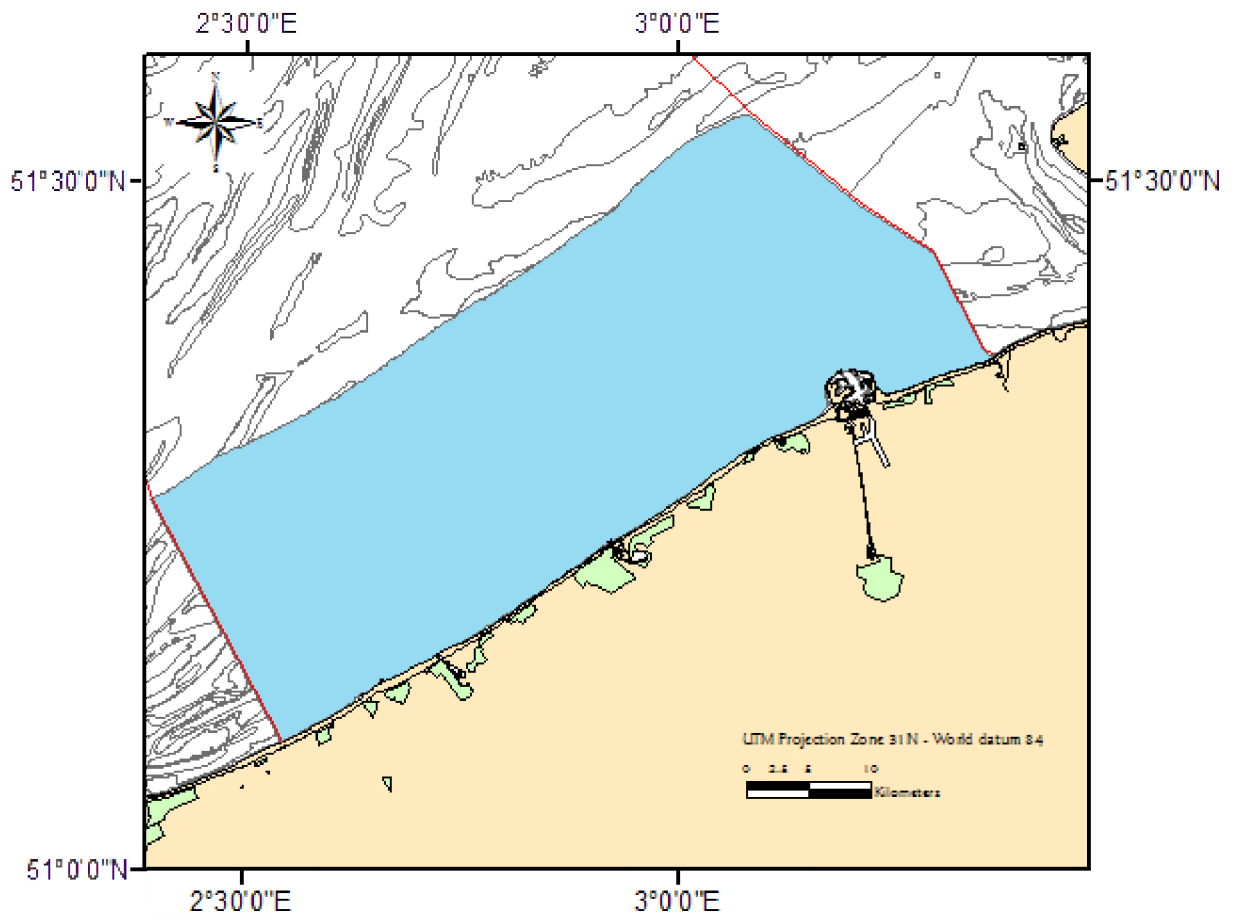 2°30'0"E 3°0'0"E
N
W E
S
51°30'0"N 51°30'0"N
UTM Projection Zone 31N - World datum 84
0 2.5 5 10
Kilometers
51°0'0"N
2°30'0"E 3°0'0"E